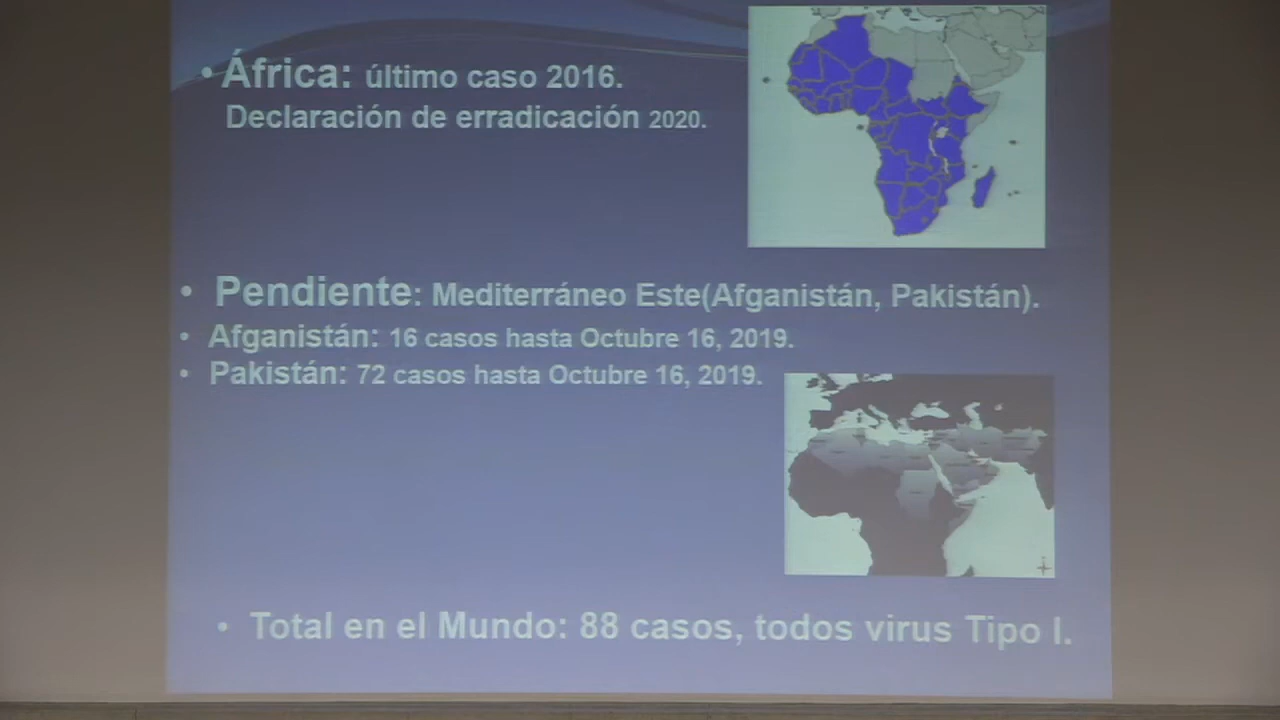 • África: último caso 2016.
Declaración de erradicación 2020.
• Pendiente: Mediterráneo Este(Afganistán, Pakistán).
• Afganistán: 16 casos hasta Octubre 16, 2019.
• Pakistán: 72 casos hasta Octubre 16, 2019.
• Total en el Mundo: 88 casos, todos virus Tipo I.